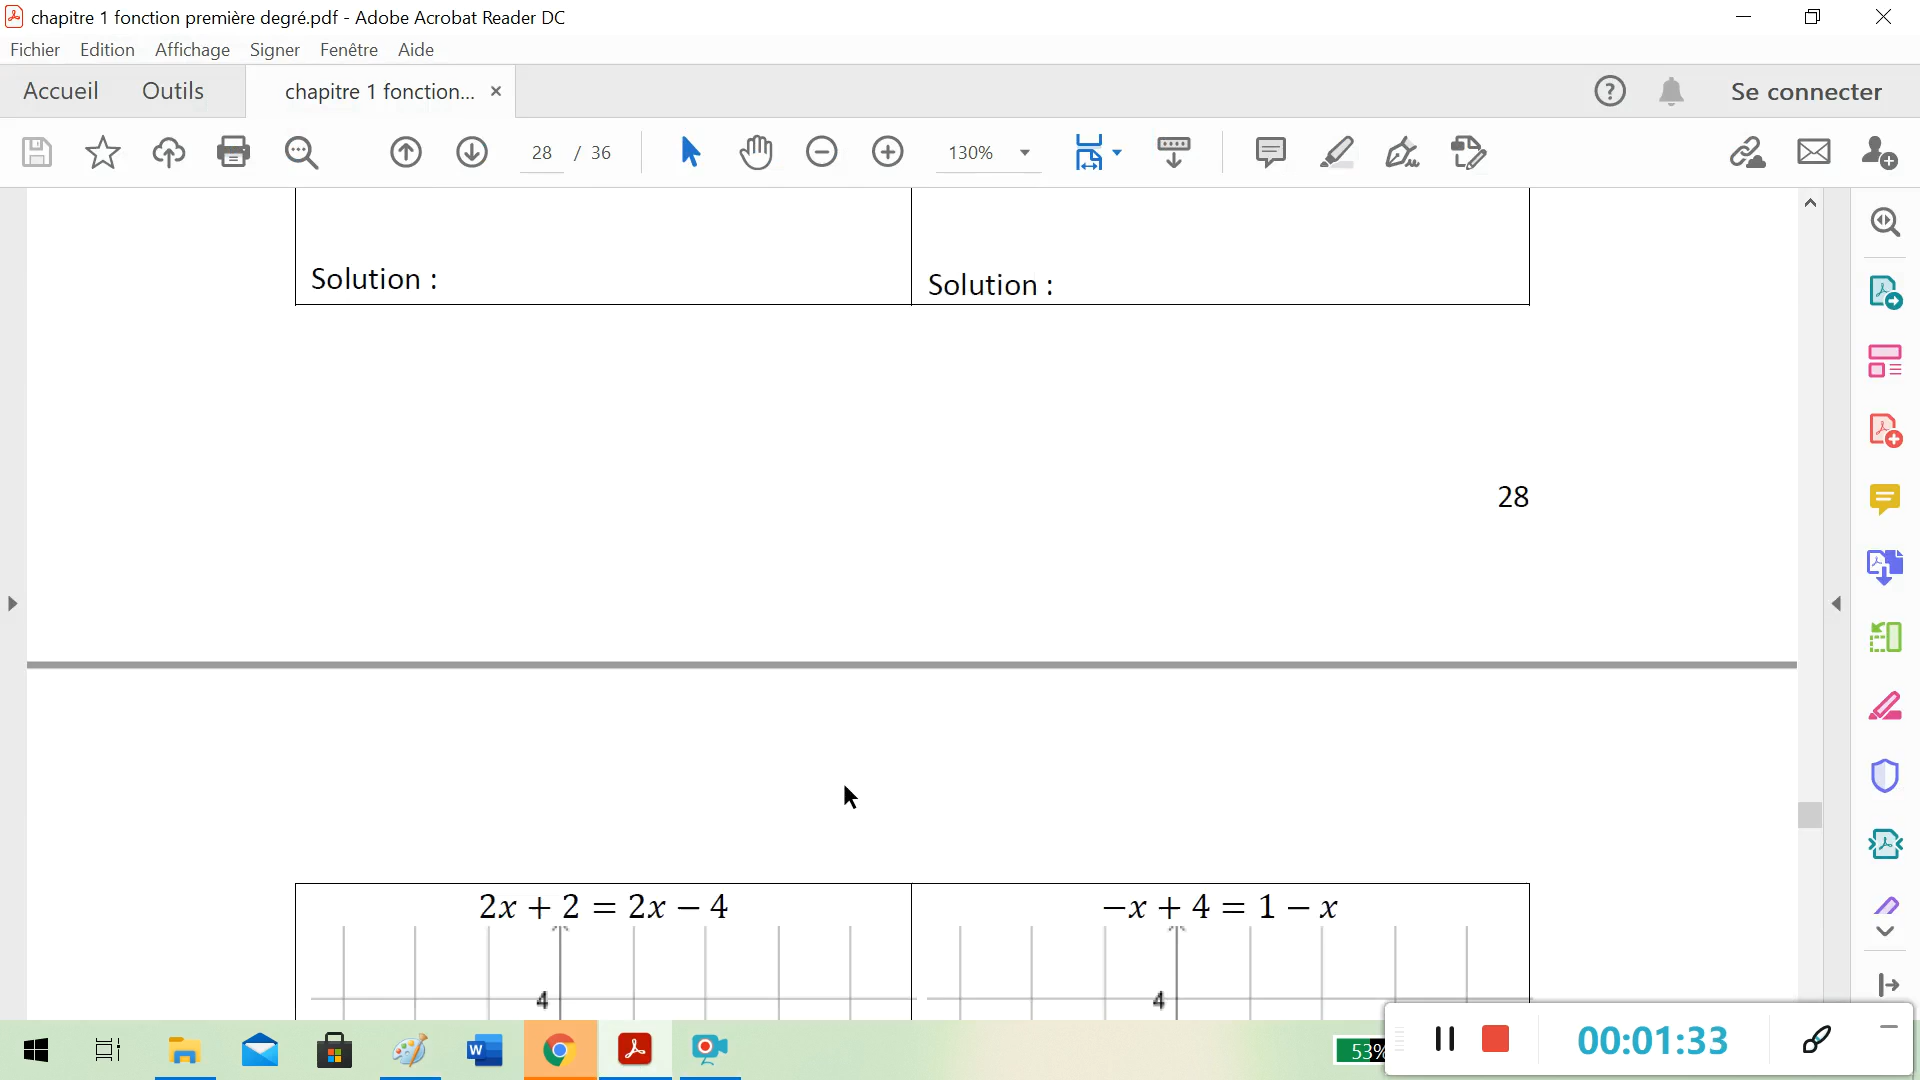 chapitre 1 fonction première degré.pdf - Adobe Acrobat Reader DC
Fichier Edition Affichage Signer Fenêtre Aide
Accueil Outils chapitre 1 fonction... × Se connecter
28 / 36 130%
Solution : Solution :
28
2x + 2 = 2x − 4 −x + 4 = 1 − x
4 4
53% 00:01:33